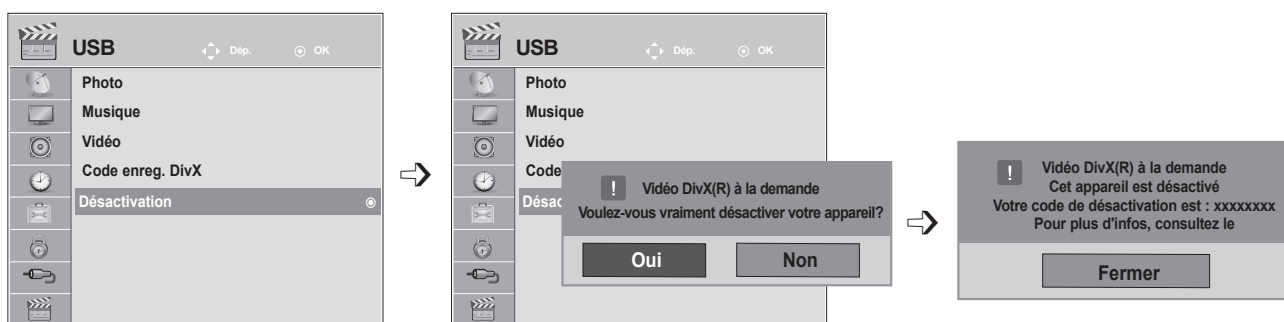 USB Dép. OK
Photo
Musique
Vidéo
Code enreg. DivX
Désactivation
USB Dép. OK
Photo
Musique
Vidéo
Code
Désac
! Vidéo DivX(R) à la demande
Voulez-vous vraiment désactiver votre appareil?
Oui Non
! Vidéo DivX(R) à la demande
Cet appareil est désactivé
Votre code de désactivation est : xxxxxxxx
Pour plus d'infos, consultez le
Fermer